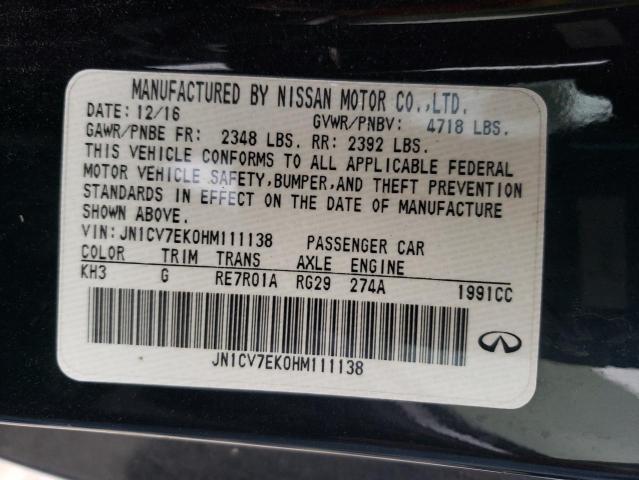 MANUFACTURED BY NISSAN MOTOR CO.,LTD.
DATE: 12/16 GVWR/PNBV: 4718 LBS.
GAWR/PNBE FR: 2348 LBS. RR: 2392 LBS.
THIS VEHICLE CONFORMS TO ALL APPLICABLE FEDERAL
MOTOR VEHICLE SAFETY,BUMPER,AND THEFT PREVENTION
STANDARDS IN EFFECT ON THE DATE OF MANUFACTURE
SHOWN ABOVE.
VIN:JN1CV7EK0HM111138 PASSENGER CAR
COLOR TRIM TRANS AXLE ENGINE
KH3 G RE7R01A RG29 274A 1991CC
JN1CV7EK0HM111138